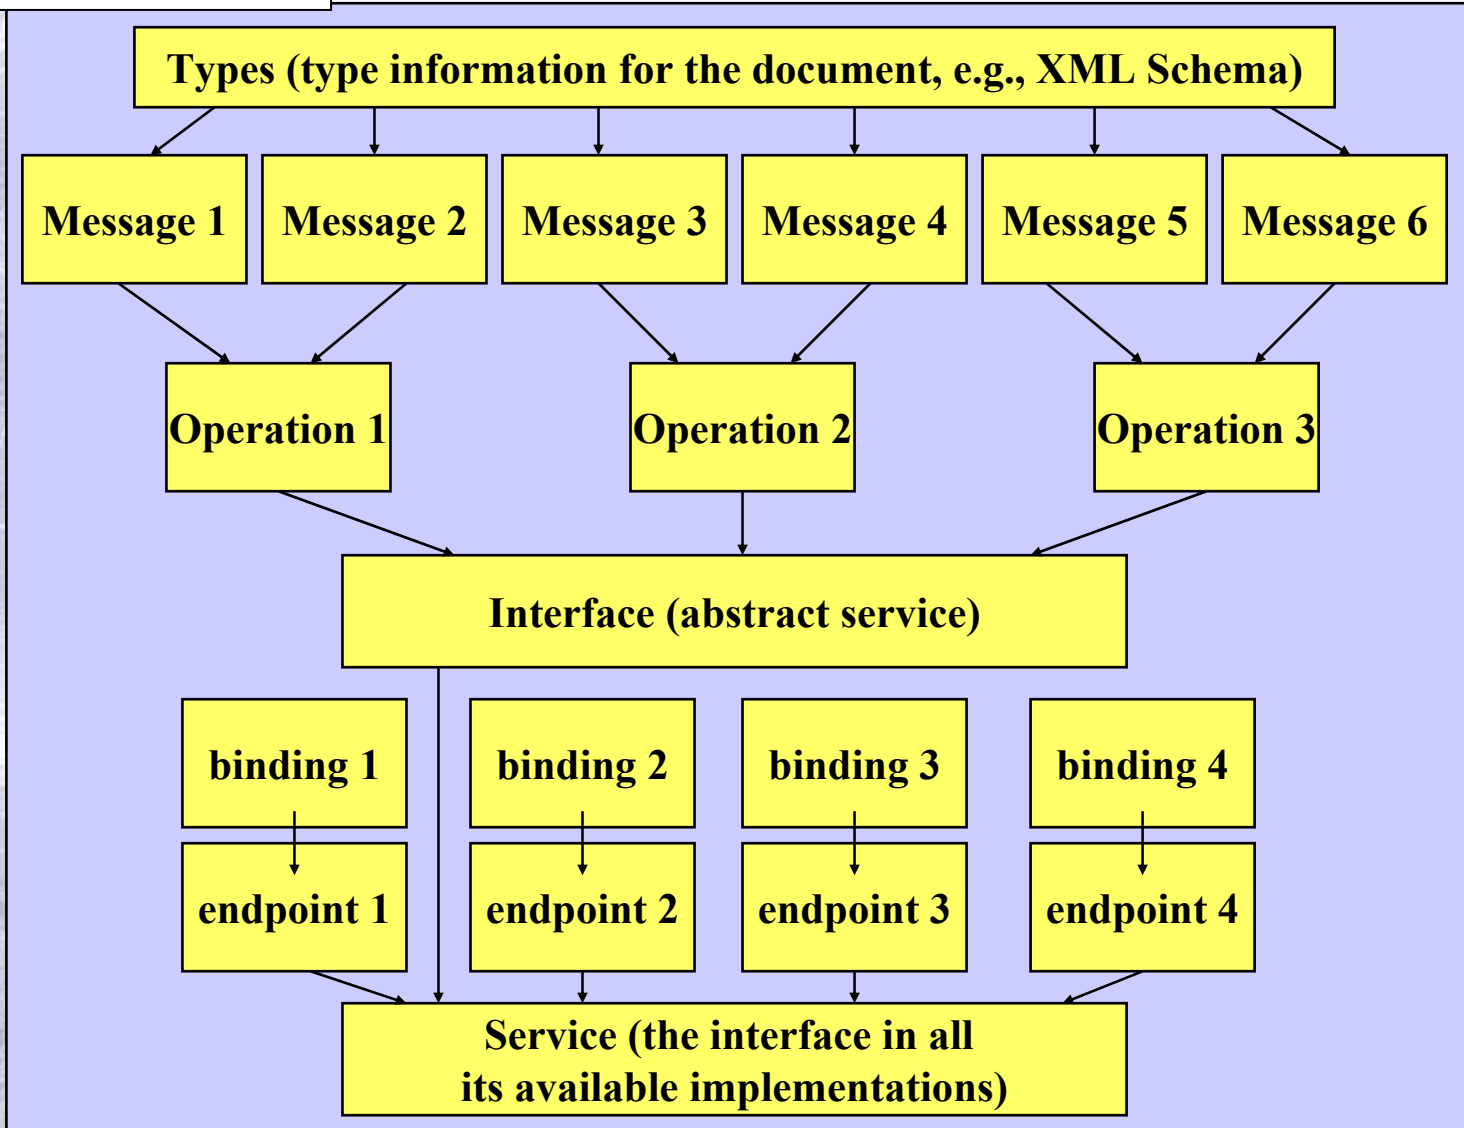 Types (type information for the document, e.g., XML Schema)
Message 1
Message 2
Message 3
Message 4
Message 5
Message 6
Operation 1
Operation 2
Operation 3
Interface (abstract service)
binding 1
binding 2
binding 3
binding 4
endpoint 1
endpoint 2
endpoint 3
endpoint 4
Service (the interface in all
its available implementations)